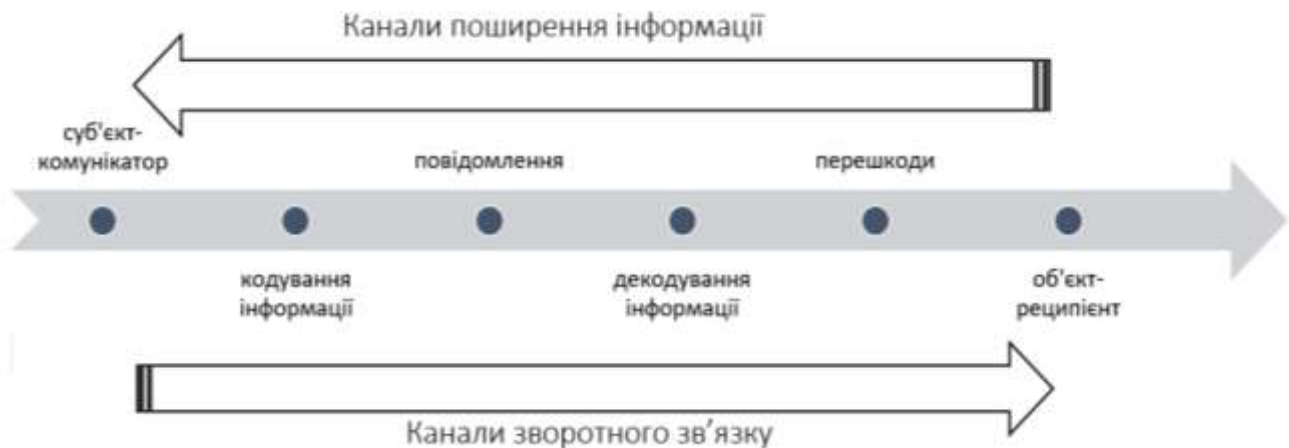 Канали поширення інформації
суб'єкт-
комунікатор
повідомлення
перешкоди
кодування
інформації
декодування
інформації
об'єкт-
реципієнт
Канали зворотного зв’язку